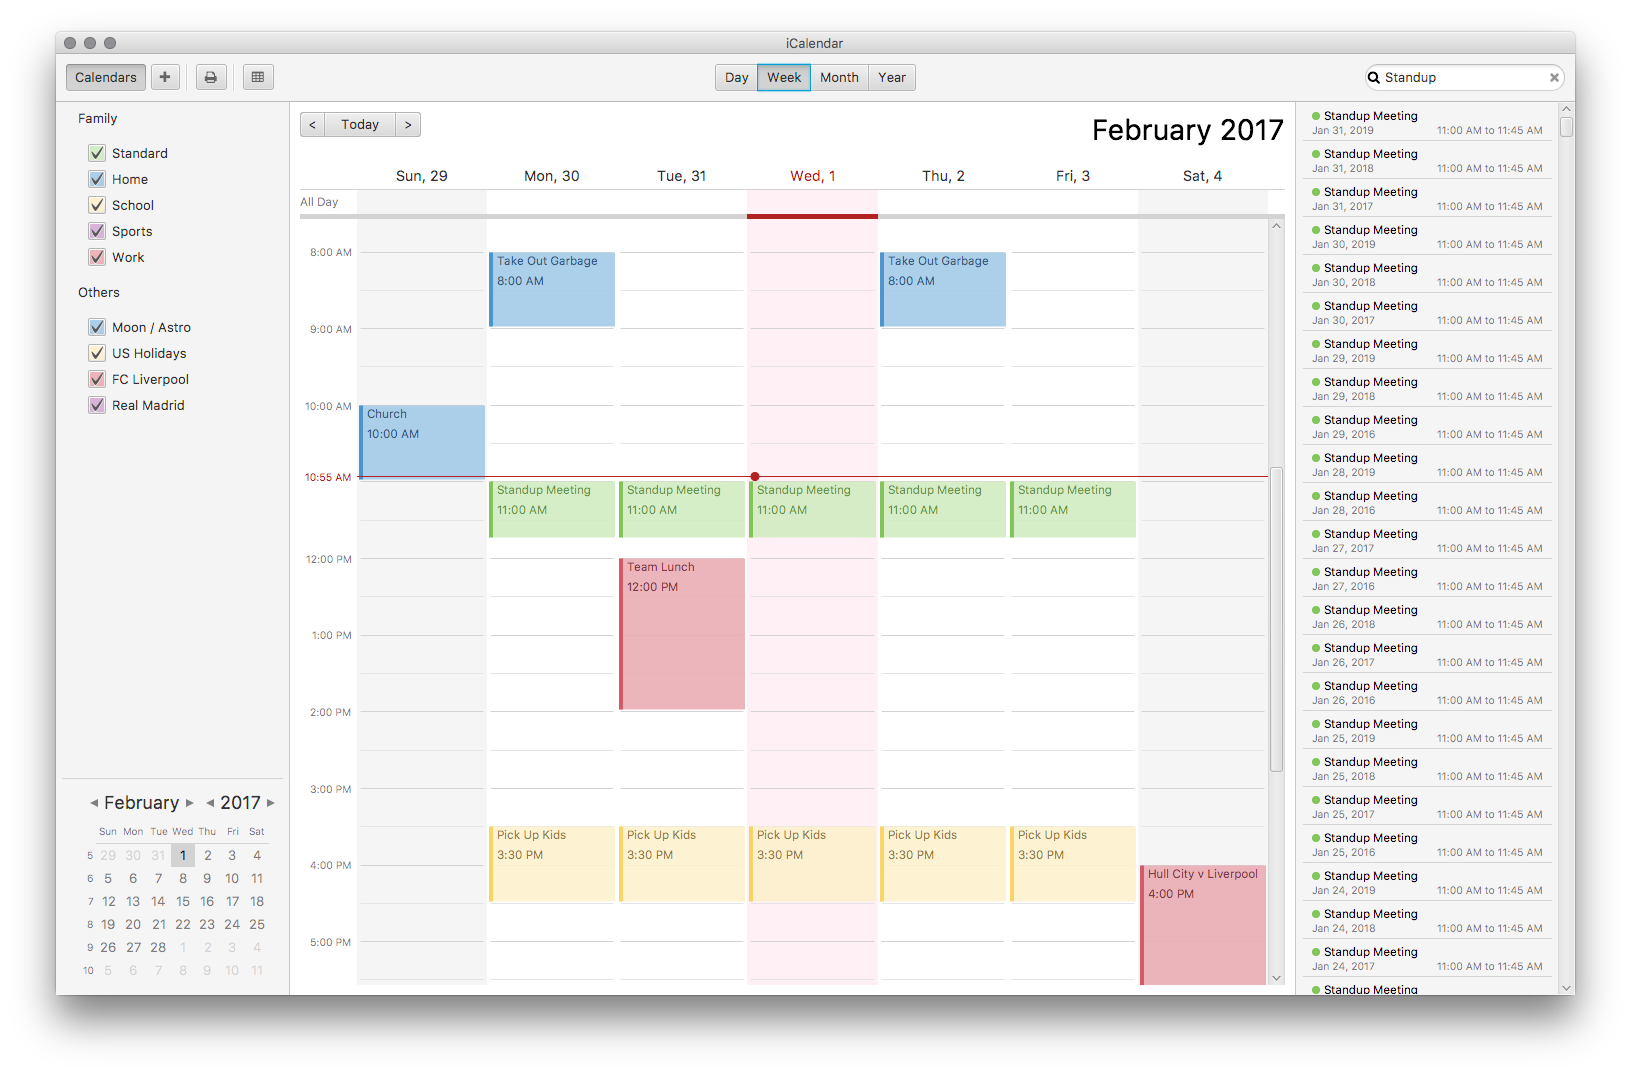 iCalendar
Calendars + Day Week Month Year Standup
Family
Standard
Home
School
Sports
Work
Others
Moon / Astro
US Holidays
FC Liverpool
Real Madrid
February 2017
Sun Mon Tue Wed Thu Fri Sat
5 29 30 31 1 2 3 4
6 5 6 7 8 9 10 11
7 12 13 14 15 16 17 18
8 19 20 21 22 23 24 25
9 26 27 28 1 2 3 4
10 5 6 7 8 9 10 11
< Today >
February 2017
Sun, 29 Mon, 30 Tue, 31 Wed, 1 Thu, 2 Fri, 3 Sat, 4
All Day
8:00 AM
Take Out Garbage
8:00 AM
Take Out Garbage
8:00 AM
9:00 AM
10:00 AM
Church
10:00 AM
10:55 AM
Standup Meeting
11:00 AM
Standup Meeting
11:00 AM
Standup Meeting
11:00 AM
Standup Meeting
11:00 AM
Standup Meeting
11:00 AM
12:00 PM
Team Lunch
12:00 PM
1:00 PM
2:00 PM
3:00 PM
Pick Up Kids
3:30 PM
Pick Up Kids
3:30 PM
Pick Up Kids
3:30 PM
Pick Up Kids
3:30 PM
Pick Up Kids
3:30 PM
4:00 PM
Hull City v Liverpool
4:00 PM
5:00 PM
Standup Meeting
Jan 31, 2019 11:00 AM to 11:45 AM
Standup Meeting
Jan 31, 2018 11:00 AM to 11:45 AM
Standup Meeting
Jan 31, 2017 11:00 AM to 11:45 AM
Standup Meeting
Jan 30, 2019 11:00 AM to 11:45 AM
Standup Meeting
Jan 30, 2018 11:00 AM to 11:45 AM
Standup Meeting
Jan 30, 2017 11:00 AM to 11:45 AM
Standup Meeting
Jan 29, 2019 11:00 AM to 11:45 AM
Standup Meeting
Jan 29, 2018 11:00 AM to 11:45 AM
Standup Meeting
Jan 29, 2016 11:00 AM to 11:45 AM
Standup Meeting
Jan 28, 2019 11:00 AM to 11:45 AM
Standup Meeting
Jan 28, 2016 11:00 AM to 11:45 AM
Standup Meeting
Jan 27, 2017 11:00 AM to 11:45 AM
Standup Meeting
Jan 27, 2016 11:00 AM to 11:45 AM
Standup Meeting
Jan 26, 2018 11:00 AM to 11:45 AM
Standup Meeting
Jan 26, 2017 11:00 AM to 11:45 AM
Standup Meeting
Jan 26, 2016 11:00 AM to 11:45 AM
Standup Meeting
Jan 25, 2019 11:00 AM to 11:45 AM
Standup Meeting
Jan 25, 2018 11:00 AM to 11:45 AM
Standup Meeting
Jan 25, 2017 11:00 AM to 11:45 AM
Standup Meeting
Jan 25, 2016 11:00 AM to 11:45 AM
Standup Meeting
Jan 24, 2019 11:00 AM to 11:45 AM
Standup Meeting
Jan 24, 2018 11:00 AM to 11:45 AM
Standup Meeting
Jan 24, 2017 11:00 AM to 11:45 AM
Standup Meeting